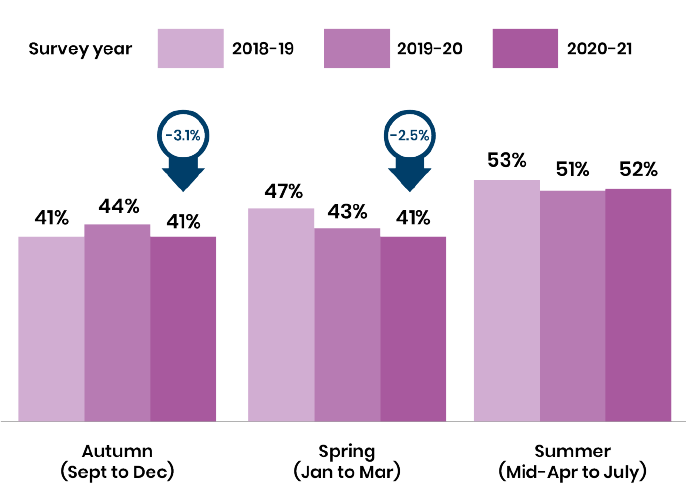 Survey year 2018-19 2019-20 2020-21
-3.1% -2.5%
41% 44% 41% 47% 43% 41% 53% 51% 52%
Autumn
(Sept to Dec)
Spring
(Jan to Mar)
Summer
(Mid-Apr to July)